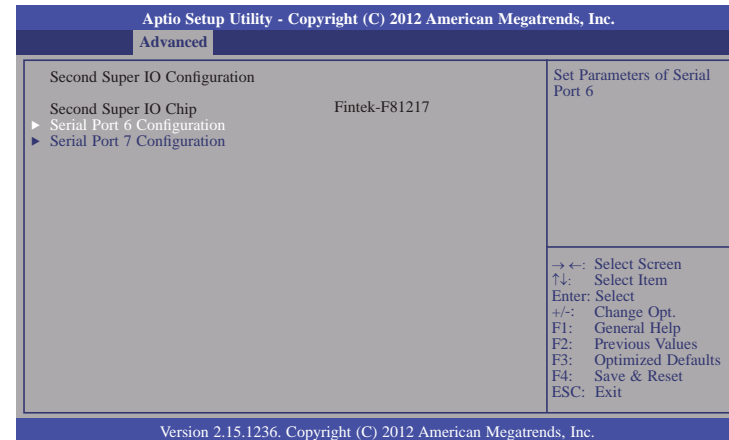 Aptio Setup Utility - Copyright (C) 2012 American Megatrends, Inc.
Advanced
Second Super IO Configuration
Second Super IO Chip Fintek-F81217
► Serial Port 6 Configuration
► Serial Port 7 Configuration
Set Parameters of Serial
Port 6
→←: Select Screen
↑↓: Select Item
Enter: Select
+/-: Change Opt.
F1: General Help
F2: Previous Values
F3: Optimized Defaults
F4: Save & Reset
ESC: Exit
Version 2.15.1236. Copyright (C) 2012 American Megatrends, Inc.